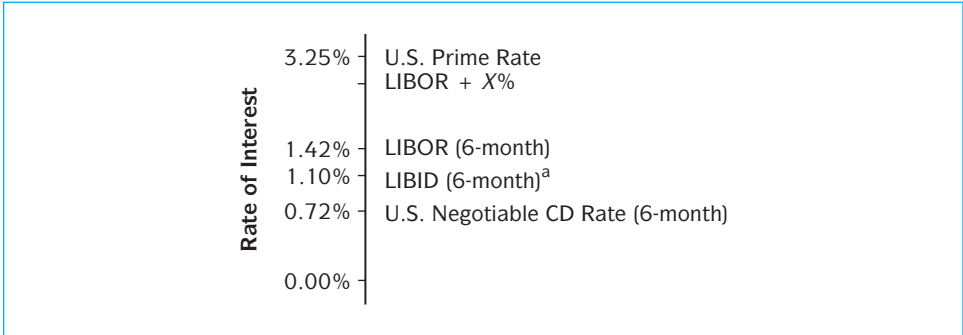 3.25% U.S. Prime Rate
LIBOR + X%
1.42% LIBOR (6-month)
1.10% LIBID (6-month)a
0.72% U.S. Negotiable CD Rate (6-month)
0.00%
Rate of Interest